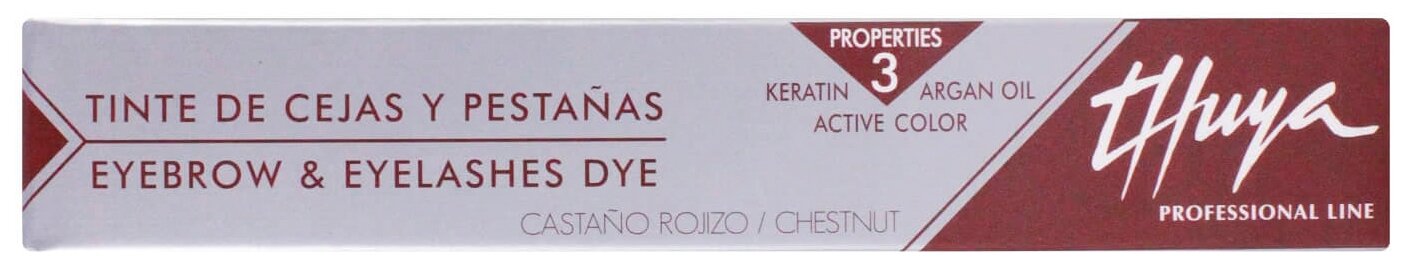 TINTE DE CEJAS Y PESTAÑAS
EYEBROW & EYELASHES DYE
CASTAÑO ROJIZO / CHESTNUT
PROPERTIES
3
KERATIN
ARGAN OIL
ACTIVE COLOR
tHuya
PROFESSIONAL LINE